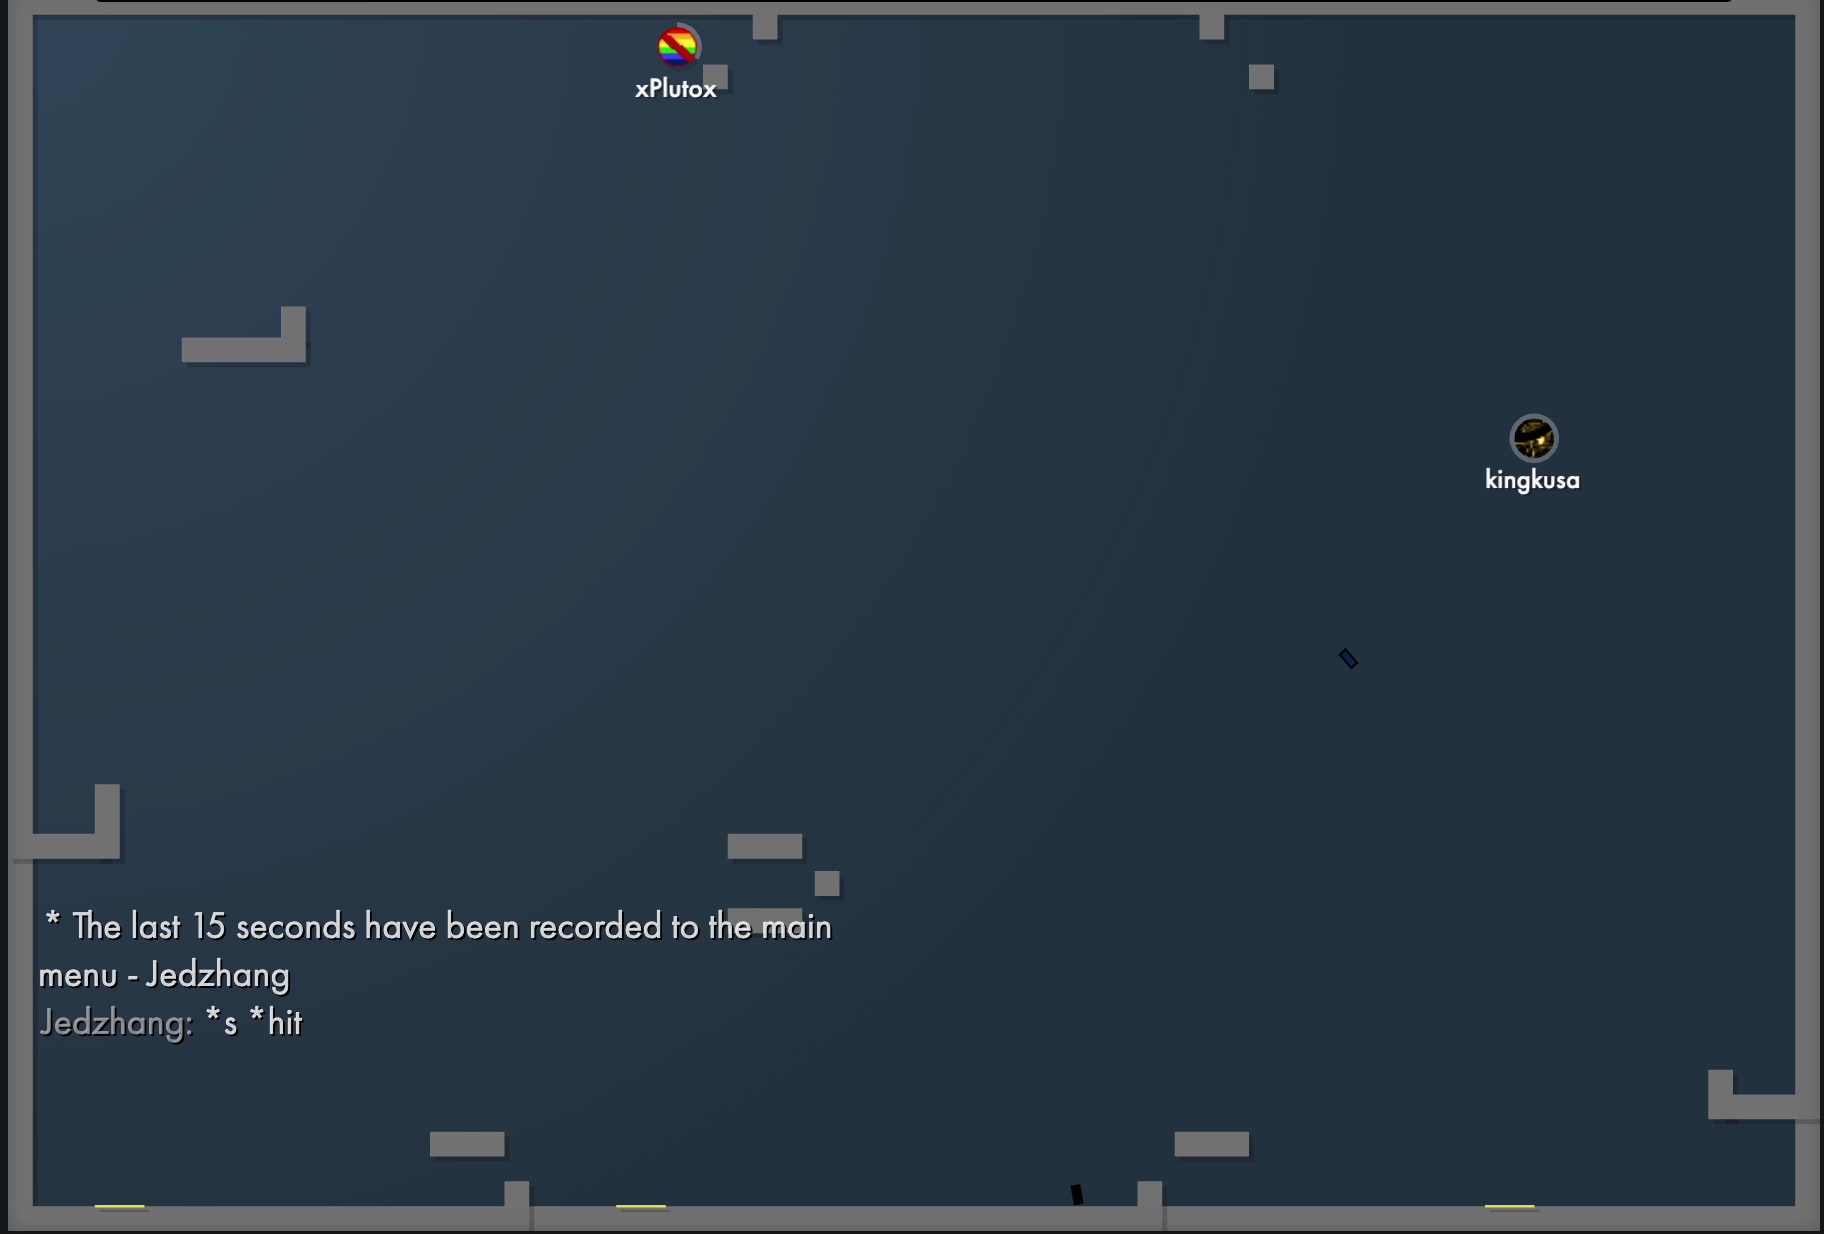 xPlutox
kingkusa
* The last 15 seconds have been recorded to the main
menu - Jedzhang
Jedzhang: *s *hit